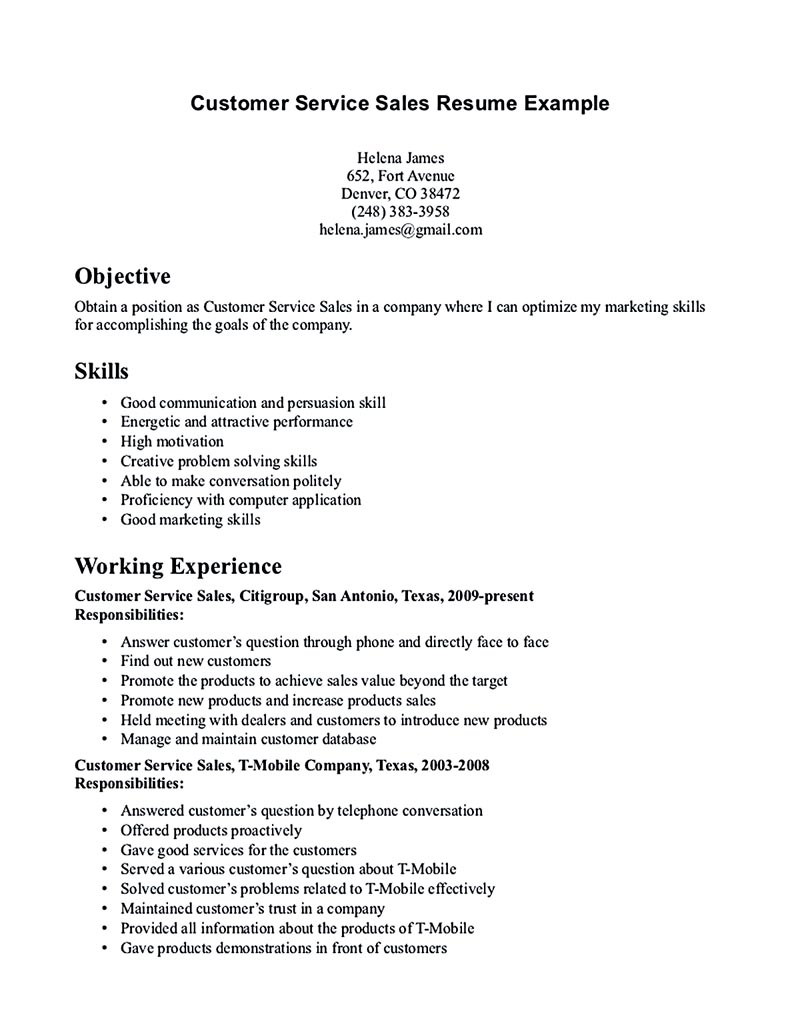 Customer Service Sales Resume Example
Helena James
652, Fort Avenue
Denver, CO 38472
(248) 383-3958
helena.james@gmail.com
Objective
Obtain a position as Customer Service Sales in a company where I can optimize my marketing skills
for accomplishing the goals of the company.
Skills
• Good communication and persuasion skill
• Energetic and attractive performance
• High motivation
• Creative problem solving skills
• Able to make conversation politely
• Proficiency with computer application
• Good marketing skills
Working Experience
Customer Service Sales, Citigroup, San Antonio, Texas, 2009-present
Responsibilities:
• Answer customer’s question through phone and directly face to face
• Find out new customers
• Promote the products to achieve sales value beyond the target
• Promote new products and increase products sales
• Held meeting with dealers and customers to introduce new products
• Manage and maintain customer database
Customer Service Sales, T-Mobile Company, Texas, 2003-2008
Responsibilities:
• Answered customer’s question by telephone conversation
• Offered products proactively
• Gave good services for the customers
• Served a various customer’s question about T-Mobile
• Solved customer’s problems related to T-Mobile effectively
• Maintained customer’s trust in a company
• Provided all information about the products of T-Mobile
• Gave products demonstrations in front of customers